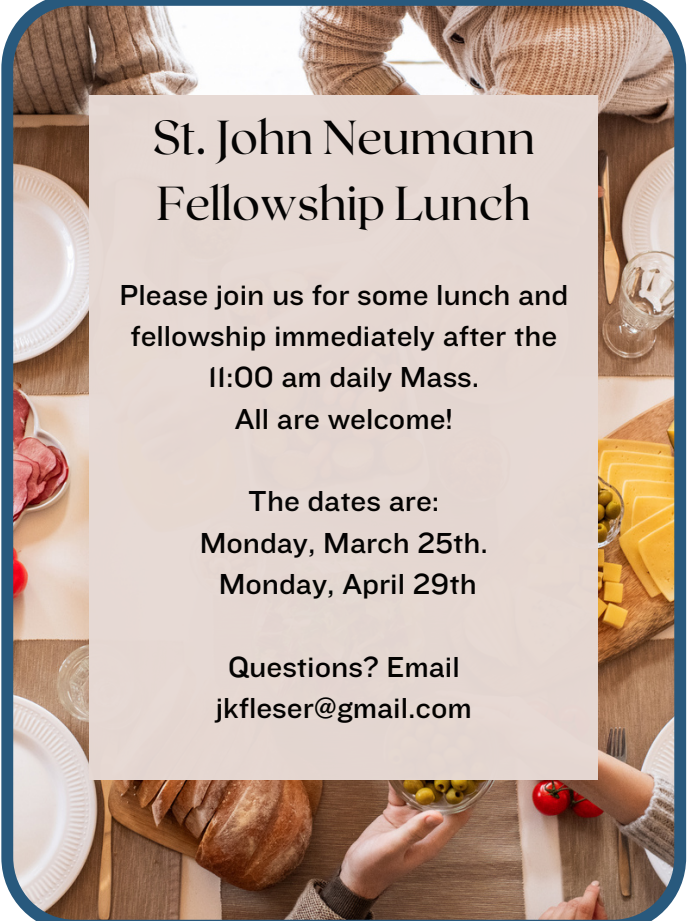 St. John Neumann
Fellowship Lunch
Please join us for some lunch and
fellowship immediately after the
11:00 am daily Mass.
All are welcome!
The dates are:
Monday, March 25th.
Monday, April 29th
Questions? Email
jkfleser@gmail.com